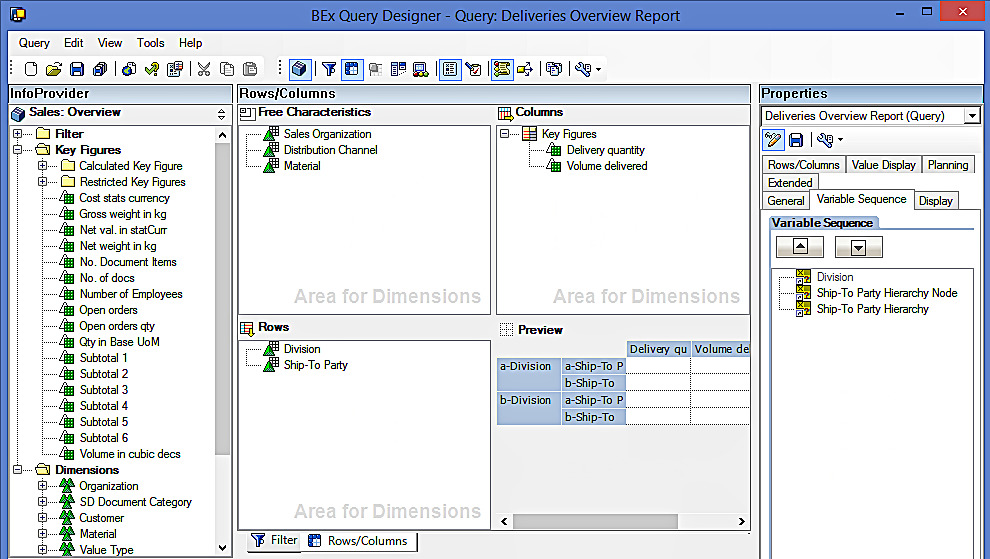 BEx Query Designer - Query: Deliveries Overview Report
Query Edit View Tools Help
InfoProvider
Sales: Overview
Filter
Key Figures
Calculated Key Figure
Restricted Key Figures
Cost stats currency
Gross weight in kg
Net val. in statCurr
Net weight in kg
No. Document Items
No. of docs
Number of Employees
Open orders
Open orders qty
Qty in Base UoM
Subtotal 1
Subtotal 2
Subtotal 3
Subtotal 4
Subtotal 5
Subtotal 6
Volume in cubic decs
Dimensions
Organization
SD Document Category
Customer
Material
Value Type
Rows/Columns
Free Characteristics
Sales Organization
Distribution Channel
Material
Area for Dimensions
Columns
Key Figures
Delivery quantity
Volume delivered
Area for Dimensions
Rows
Division
Ship-To Party
Area for Dimensions
Preview
Delivery qu Volume de
a-Division a-Ship-To P
b-Ship-To
b-Division a-Ship-To P
b-Ship-To
Filter Rows/Columns
Properties
Deliveries Overview Report (Query)
Rows/Columns Value Display Planning
Extended
General Variable Sequence Display
Variable Sequence
Division
Ship-To Party Hierarchy Node
Ship-To Party Hierarchy